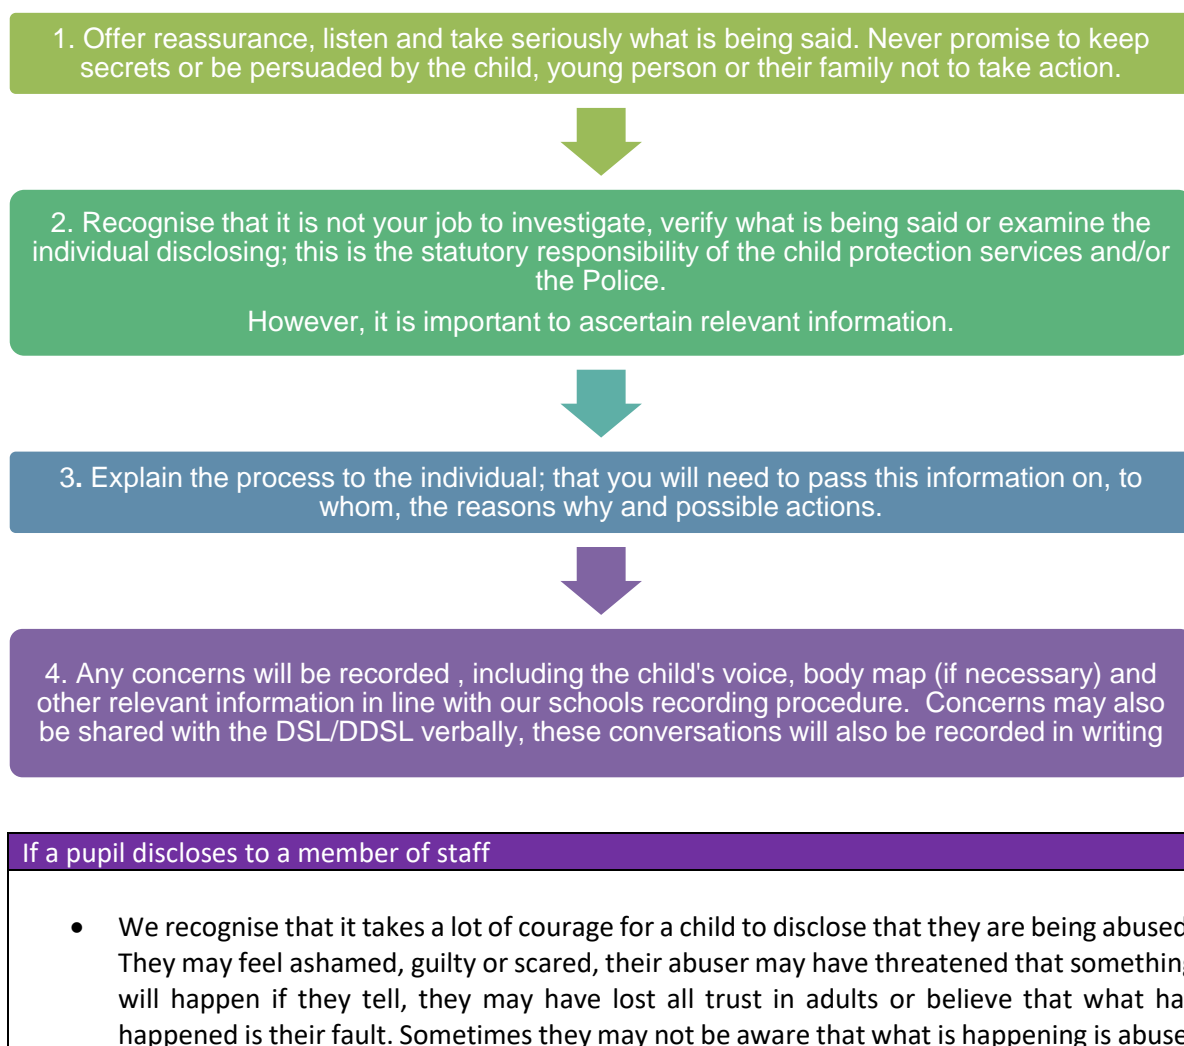 1. Offer reassurance, listen and take seriously what is being said. Never promise to keep
secrets or be persuaded by the child, young person or their family not to take action.
2. Recognise that it is not your job to investigate, verify what is being said or examine the
individual disclosing; this is the statutory responsibility of the child protection services and/or
the Police.
However, it is important to ascertain relevant information.
3. Explain the process to the individual; that you will need to pass this information on, to
whom, the reasons why and possible actions.
4. Any concerns will be recorded , including the child's voice, body map (if necessary) and
other relevant information in line with our schools recording procedure. Concerns may also
be shared with the DSL/DDSL verbally, these conversations will also be recorded in writing
If a pupil discloses to a member of staff
• We recognise that it takes a lot of courage for a child to disclose that they are being abused
They may feel ashamed, guilty or scared, their abuser may have threatened that something
will happen if they tell, they may have lost all trust in adults or believe that what ha
happened is their fault. Sometimes they may not be aware that what is happening is abuse